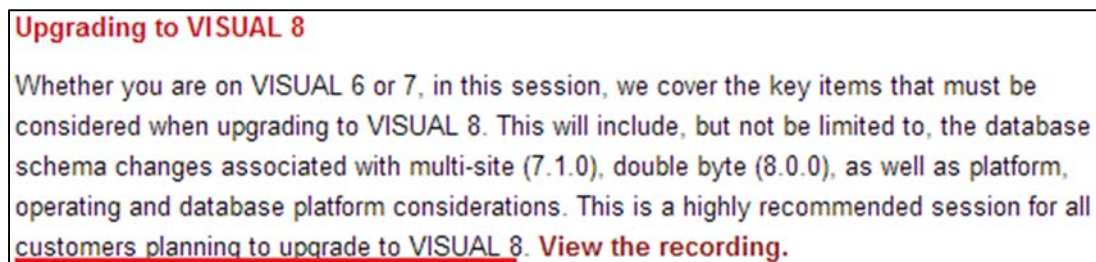 Upgrading to VISUAL 8
Whether you are on VISUAL 6 or 7, in this session, we cover the key items that must be
considered when upgrading to VISUAL 8. This will include, but not be limited to, the database
schema changes associated with multi-site (7.1.0), double byte (8.0.0), as well as platform,
operating and database platform considerations. This is a highly recommended session for all
customers planning to upgrade to VISUAL 8. View the recording.